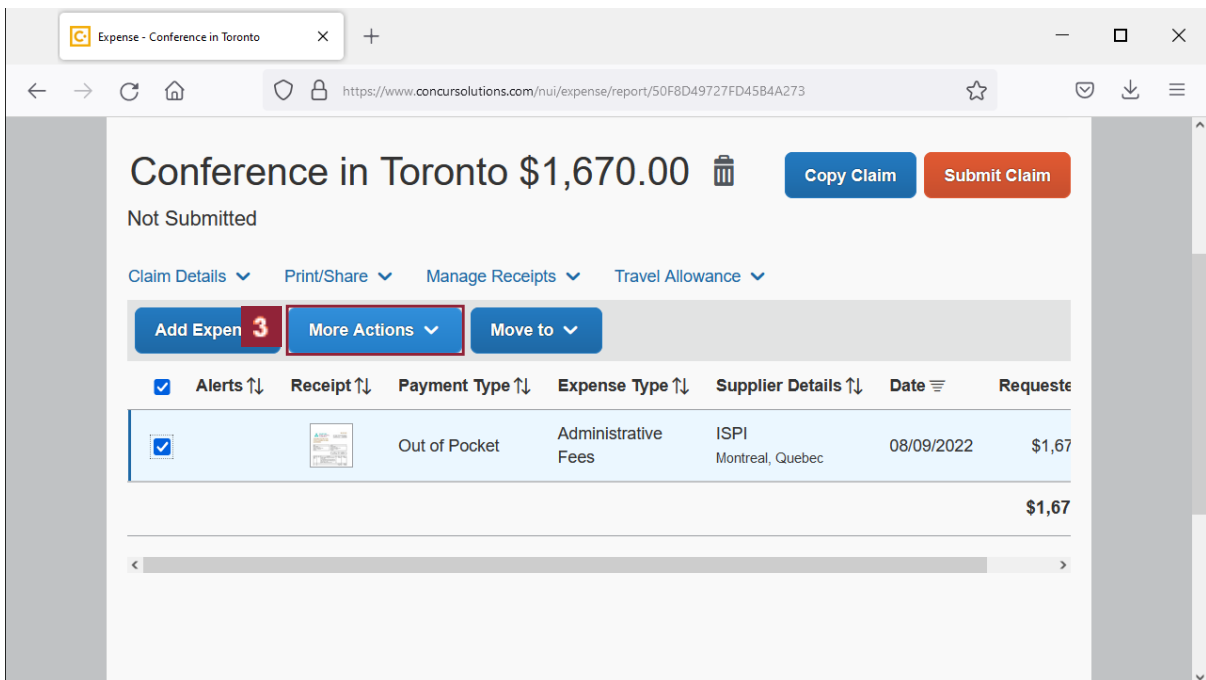 Expense - Conference in Toronto
https://www.concursolutions.com/nui/expense/report/50F8D49727FD45B4A273
Conference in Toronto $1,670.00
Copy Claim
Submit Claim
Not Submitted
Claim Details
Print/Share
Manage Receipts
Travel Allowance
Add Expen
3
More Actions
Move to
Alerts Receipt Payment Type Expense Type Supplier Details Date Requeste
Out of Pocket Administrative Fees ISPI Montreal, Quebec 08/09/2022 $1,67
$1,67